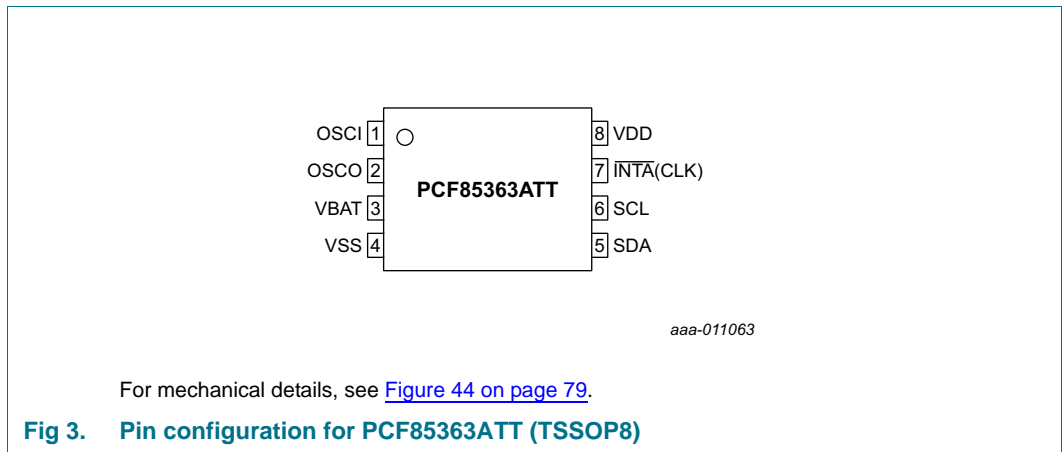 OSCI 1 8 VDD
OSCO 2 7 INTA(CLK)
PCF85363ATT
VBAT 3 6 SCL
VSS 4 5 SDA
aaa-011063
For mechanical details, see Figure 44 on page 79.
Fig 3. Pin configuration for PCF85363ATT (TSSOP8)